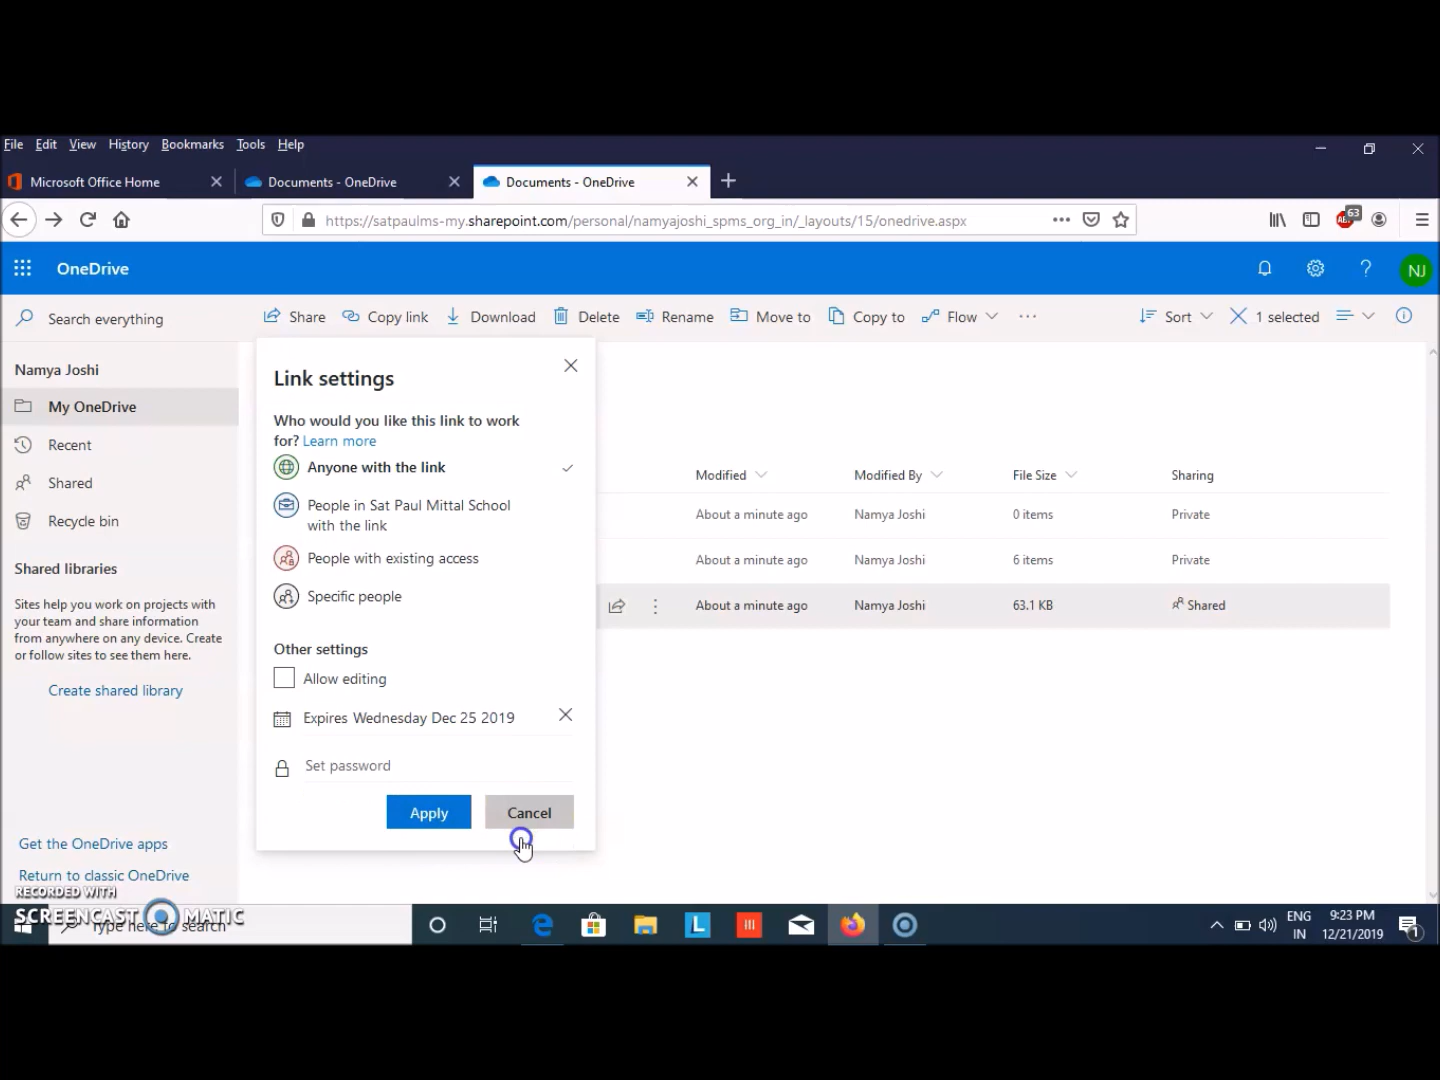 File Edit View History Bookmarks Tools Help
Microsoft Office Home
Documents - OneDrive
Documents - OneDrive
https://satpaulms-my.sharepoint.com/personal/namyajoshi_spms_org_in/_layouts/15/onedrive.aspx
63
OneDrive
NJ
Search everything
Share Copy link Download Delete Rename Move to Copy to Flow
Sort 1 selected
Namya Joshi
My OneDrive
Recent
Shared
Recycle bin
Shared libraries
Sites help you work on projects with
your team and share information
from anywhere on any device. Create
or follow sites to see them here.
Create shared library
Get the OneDrive apps
Return to classic OneDrive
Link settings
Who would you like this link to work
for? Learn more
Anyone with the link
People in Sat Paul Mittal School
with the link
People with existing access
Specific people
Other settings
Allow editing
Expires Wednesday Dec 25 2019
Set password
Apply Cancel
Modified Modified By File Size Sharing
About a minute ago Namya Joshi 0 items Private
About a minute ago Namya Joshi 6 items Private
About a minute ago Namya Joshi 63.1 KB Shared
RECORDED WITH
SCREENCAST MATIC
Type here to search
L
ENG
IN
9:23 PM
12/21/2019
1